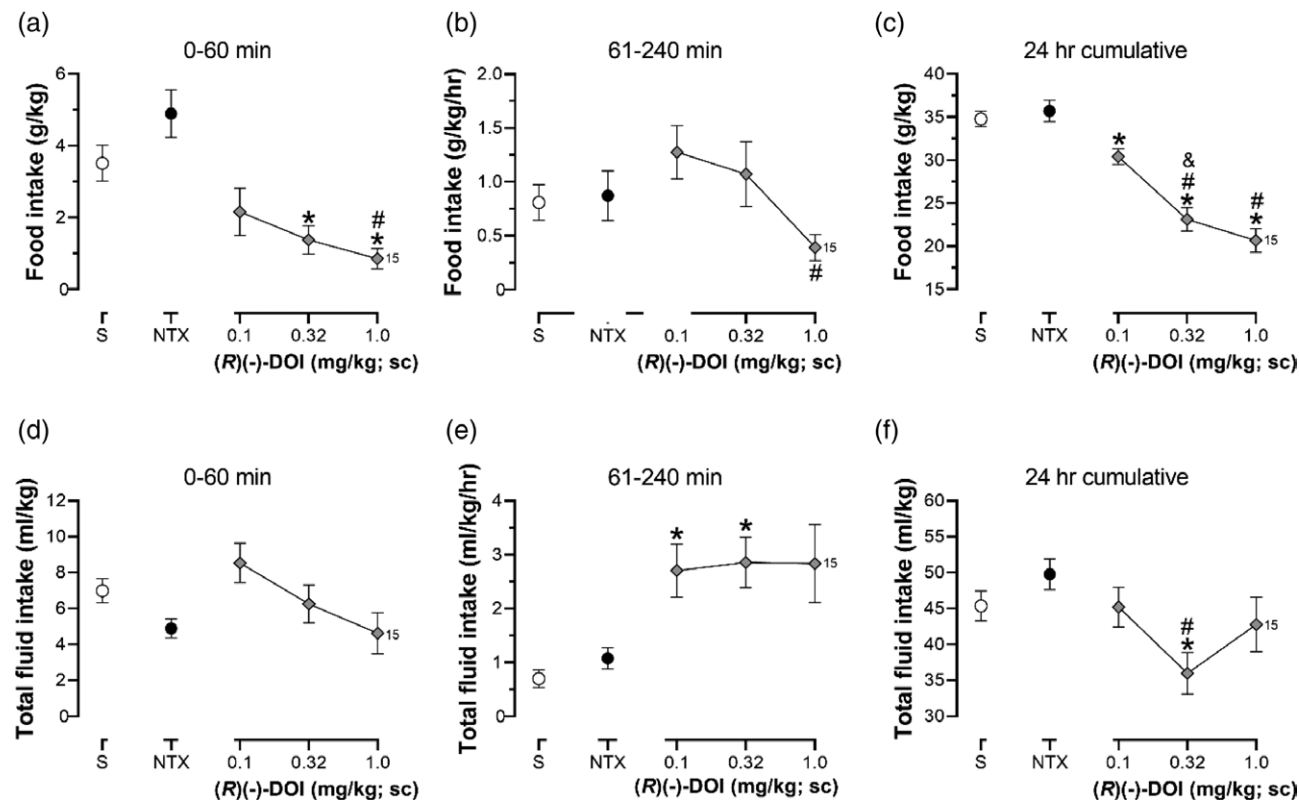 (a)
0-60 min
Food intake (g/kg)
6
4
2
0
*
#
*
15
S
NTX
0.1
0.32
1.0
(R)(-)-DOI (mg/kg; sc)
(b)
61-240 min
Food intake (g/kg/hr)
2.0
1.5
1.0
0.5
0
15
#
S
NTX
0.1
0.32
1.0
(R)(-)-DOI (mg/kg; sc)
(c)
24 hr cumulative
Food intake (g/kg)
40
35
30
25
20
15
*
&
#
*
#
*
15
S
NTX
0.1
0.32
1.0
(R)(-)-DOI (mg/kg; sc)
(d)
0-60 min
Total fluid intake (ml/kg)
12
10
8
6
4
2
0
15
S
NTX
0.1
0.32
1.0
(R)(-)-DOI (mg/kg; sc)
(e)
61-240 min
Total fluid intake (ml/kg/hr)
4
3
2
1
0
*
*
15
S
NTX
0.1
0.32
1.0
(R)(-)-DOI (mg/kg; sc)
(f)
24 hr cumulative
Total fluid intake (ml/kg)
60
55
50
45
40
35
30
#
*
15
S
NTX
0.1
0.32
1.0
(R)(-)-DOI (mg/kg; sc)